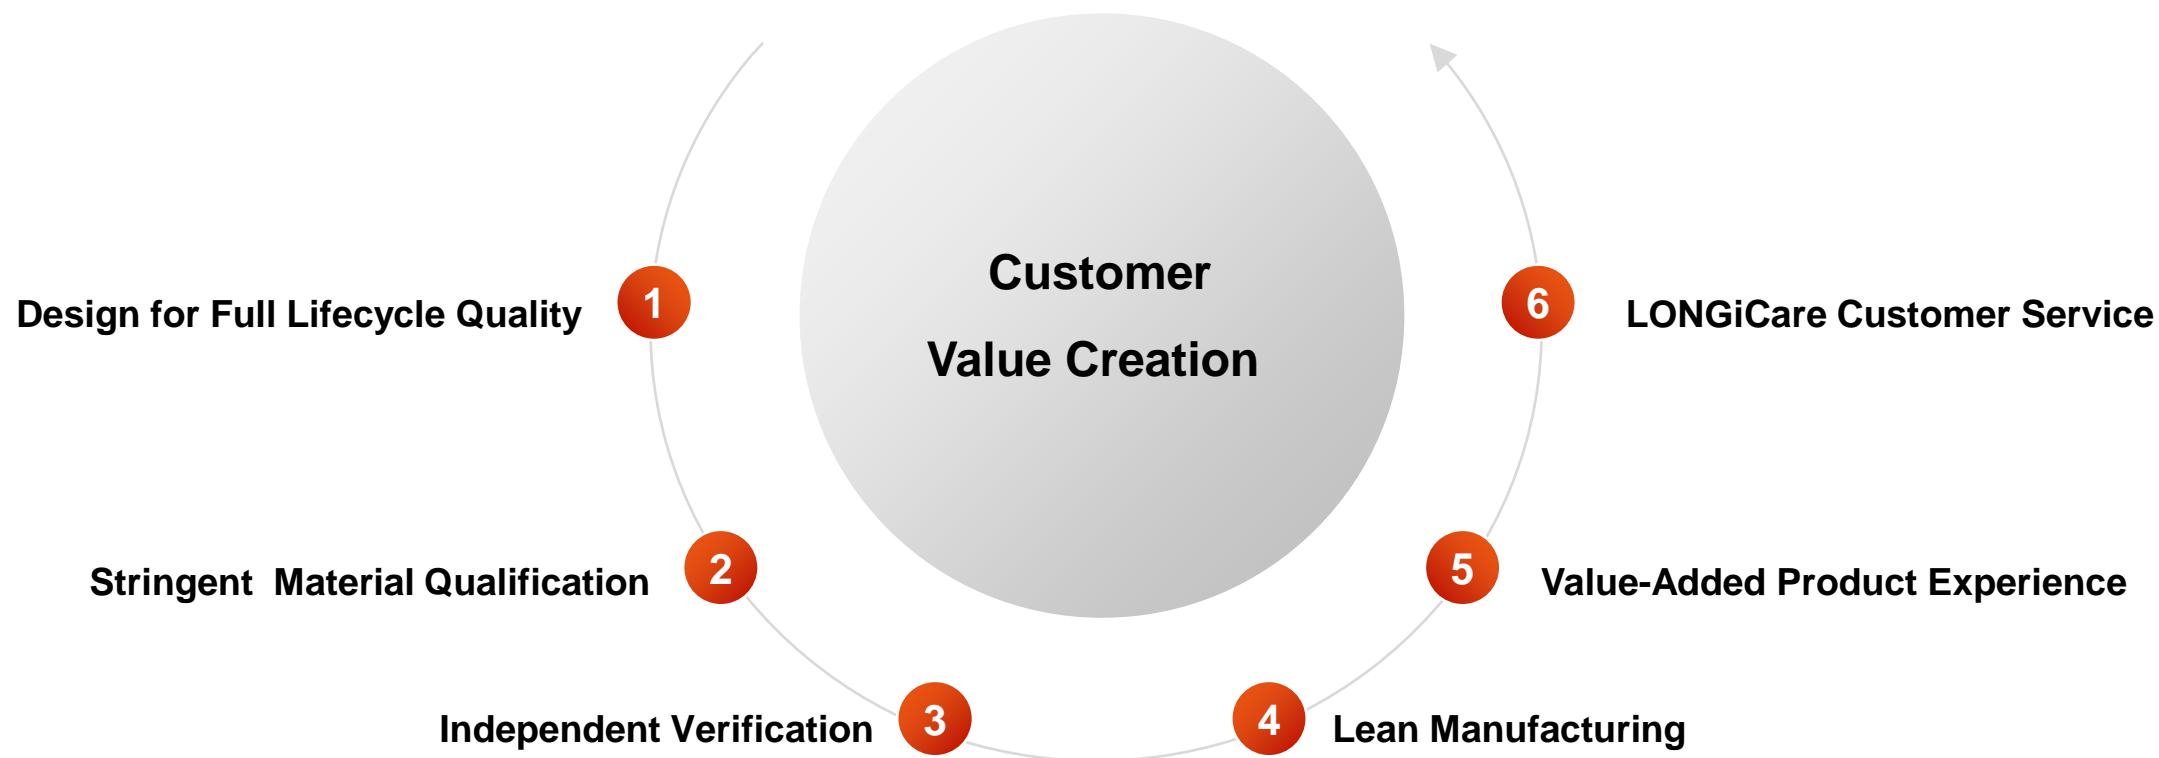 Customer
Value Creation
1
Design for Full Lifecycle Quality
2
Stringent  Material Qualification
3
Independent Verification
4
Lean Manufacturing
5
Value-Added Product Experience
6
LONGiCare Customer Service